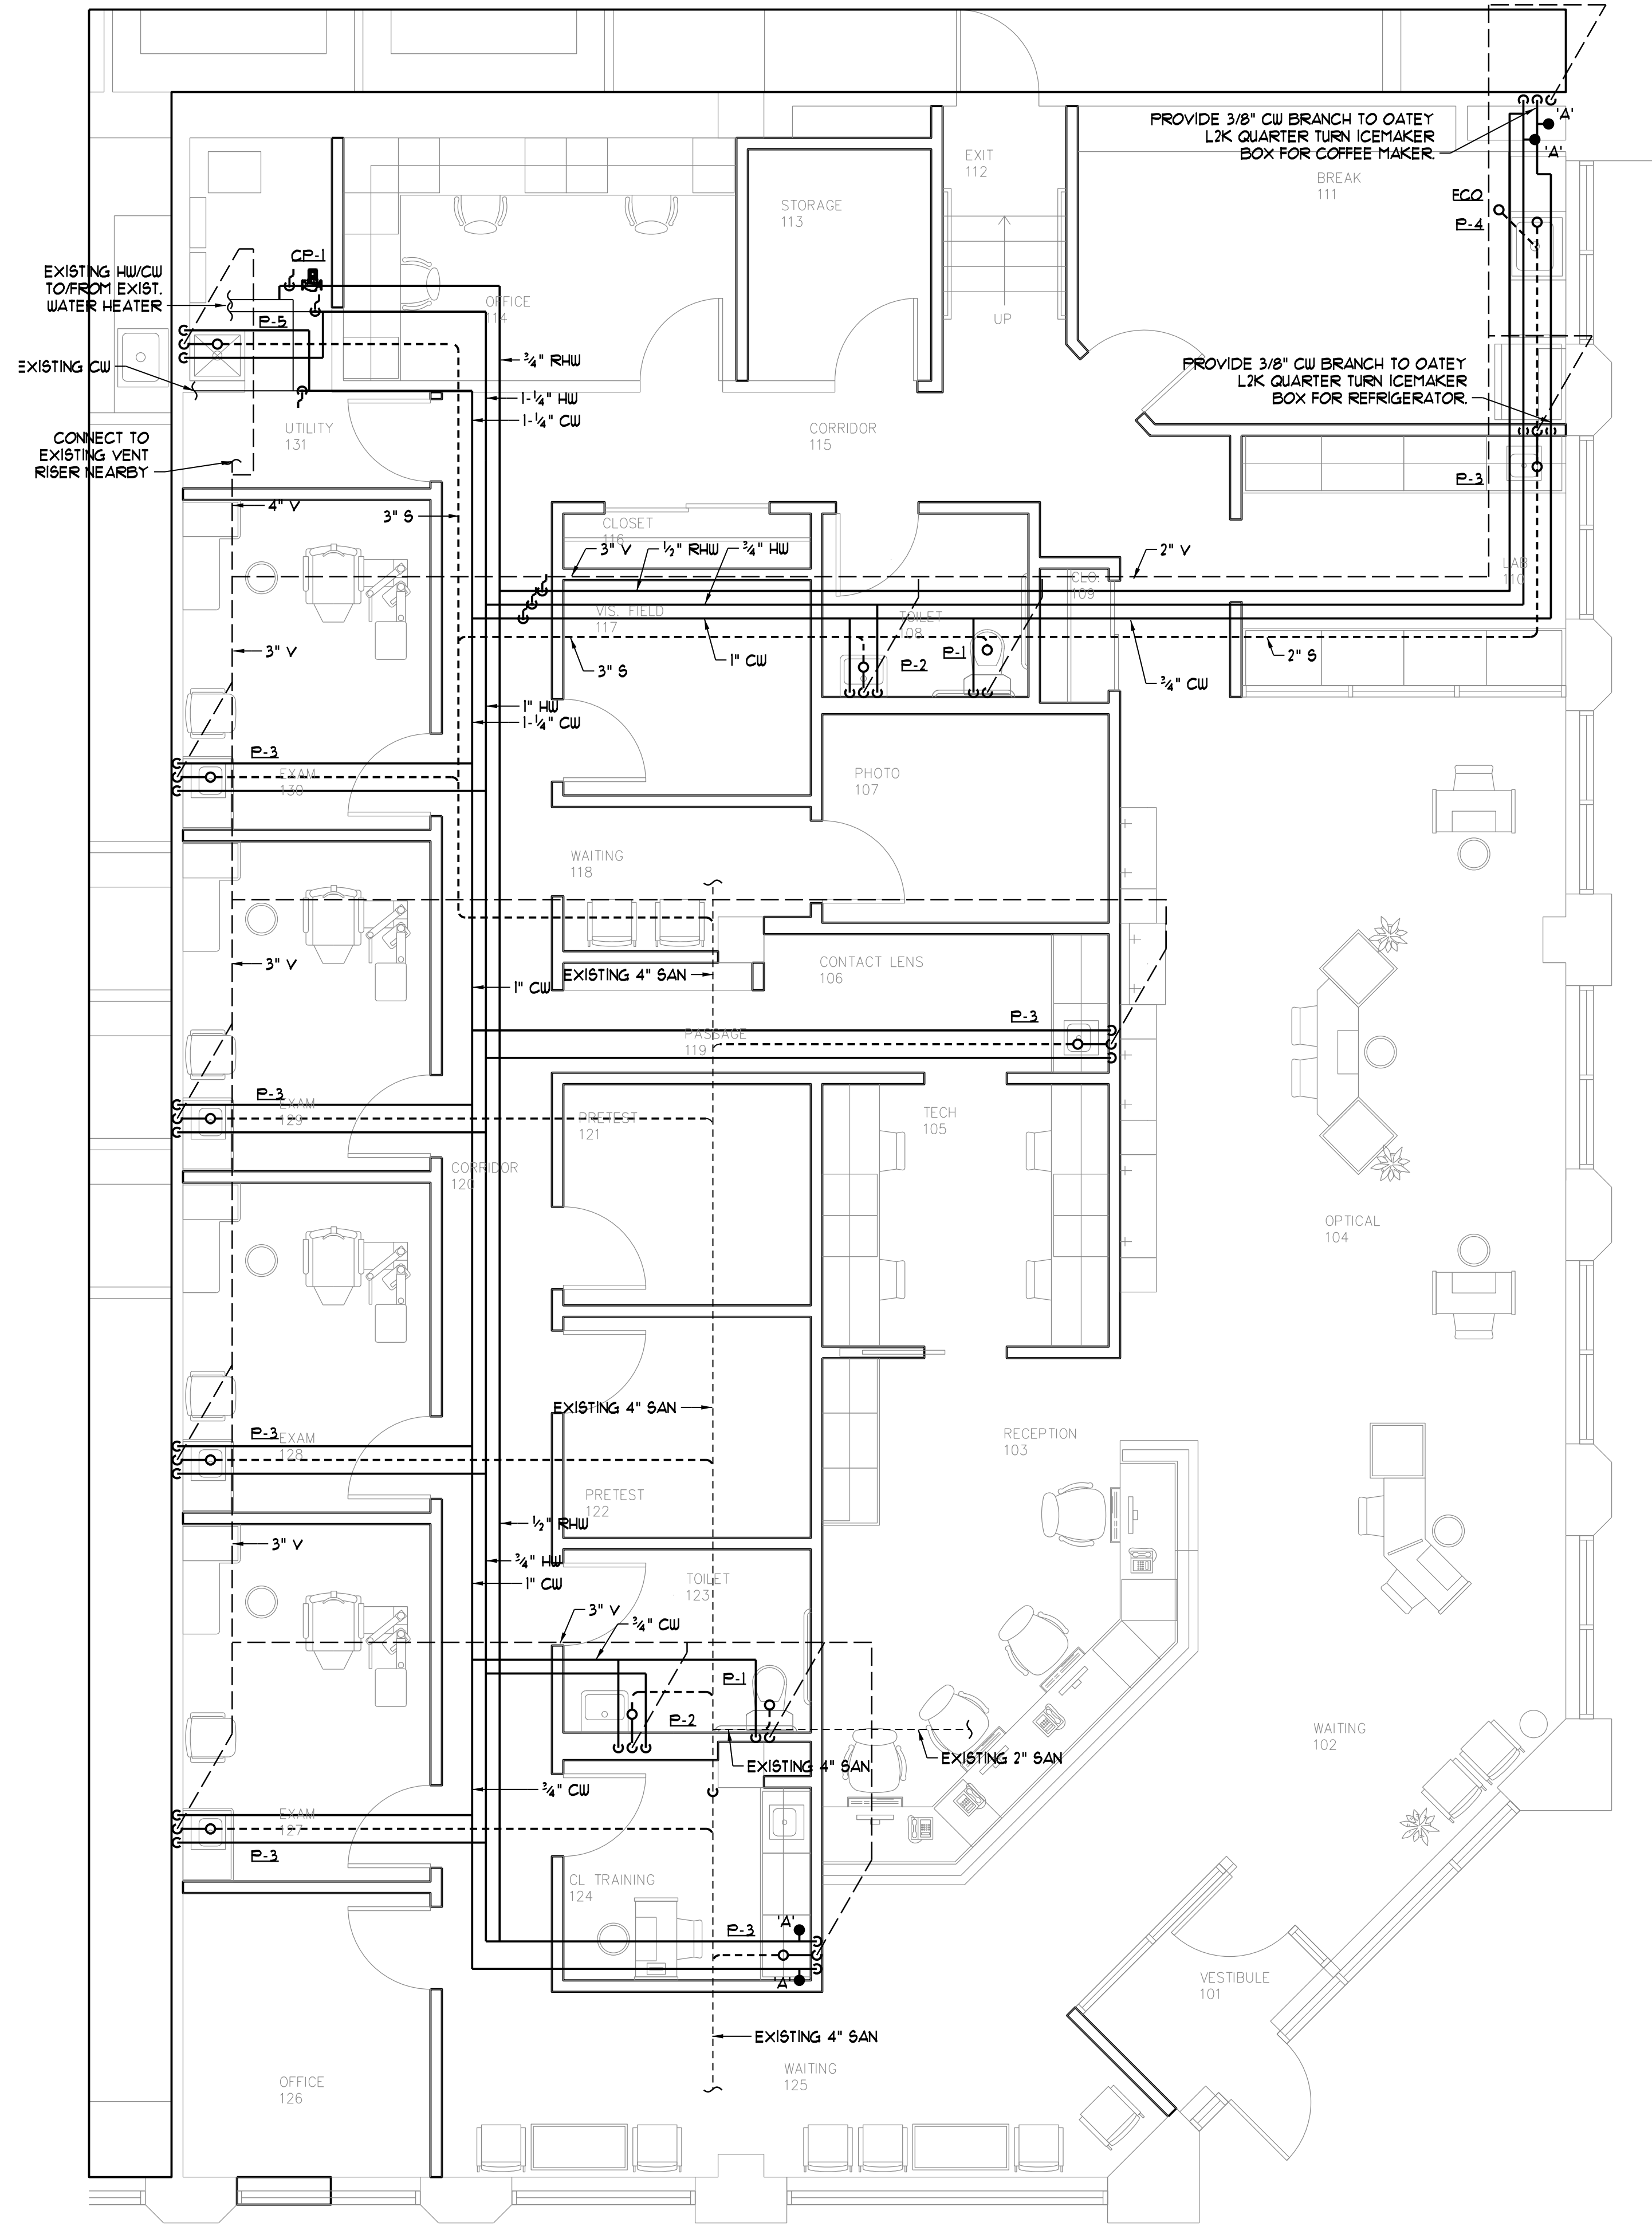 PROVIDE 3/8" CW BRANCH TO OATEY
L2K QUARTER TURN ICEMAKER
BOX FOR COFFEE MAKER.
'A'
'A'
EXIT
112
BREAK
111
STORAGE
113
ECO
P-4
CP-1
EXISTING HW/CW
TO/FROM EXIST.
WATER HEATER
OFFICE
114
UP
P-5
3/4" RHW
EXISTING CW
PROVIDE 3/8" CW BRANCH TO OATEY
L2K QUARTER TURN ICEMAKER
BOX FOR REFRIGERATOR.
1-1/4" HW
1-1/4" CW
UTILITY
131
CORRIDOR
115
CONNECT TO
EXISTING VENT
RISER NEARBY
P-3
4" V
3" S
CLOSET
116
3" V
1/2" RHW
3/4" HW
2" V
LAB
110
CLO.
109
VIS. FIELD
117
TOILET
108
3" V
3" S
1" CW
P-2
P-1
2" S
3/4" CW
1" HW
1-1/4" CW
P-3
EXAM
130
PHOTO
107
WAITING
118
3" V
EXISTING 4" SAN
CONTACT LENS
106
1" CW
P-3
PASSAGE
119
P-3
EXAM
129
PRETEST
121
TECH
105
CORRIDOR
120
OPTICAL
104
EXISTING 4" SAN
P-3
EXAM
128
RECEPTION
103
PRETEST
122
1/2" RHW
3" V
3/4" HW
1" CW
TOILET
123
3" V
3/4" CW
P-1
P-2
WAITING
102
EXISTING 4" SAN
EXISTING 2" SAN
3/4" CW
EXAM
127
P-3
CL TRAINING
124
P-3
'A'
'A'
VESTIBULE
101
EXISTING 4" SAN
WAITING
125
OFFICE
126